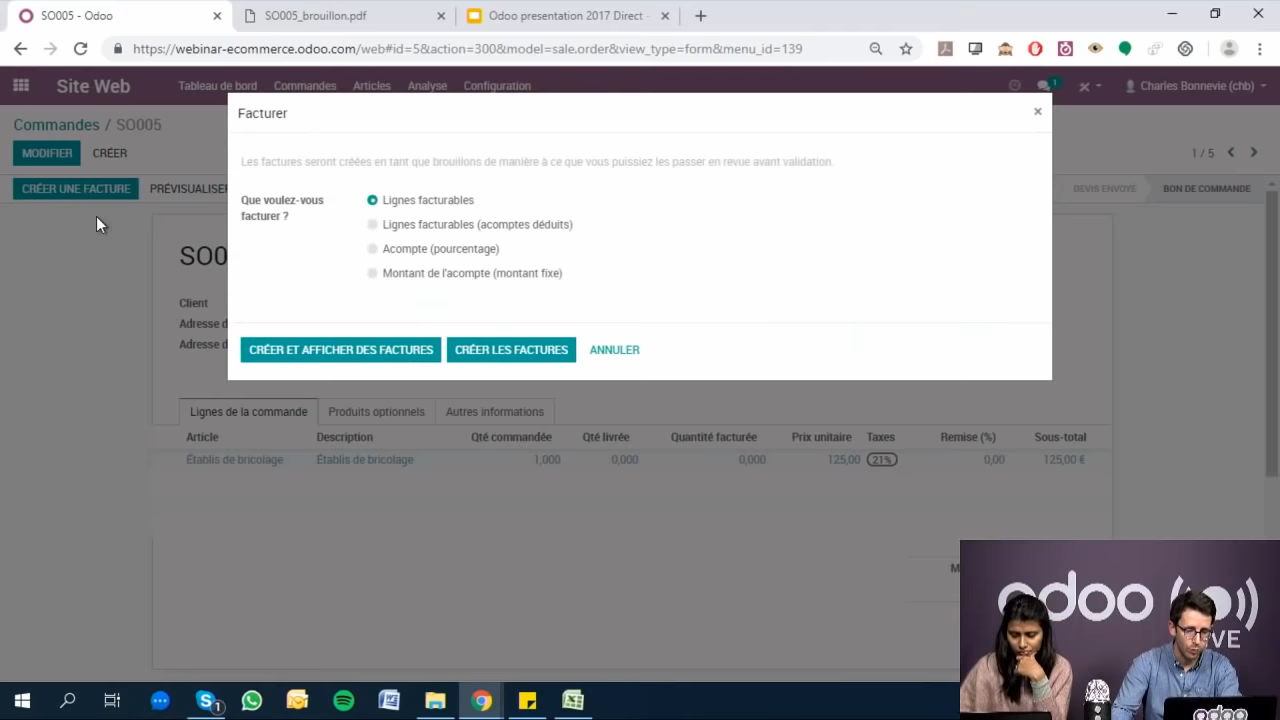 SO005 - Odoo
SO005_brouillon.pdf
Odoo presentation 2017 Direct -
https://webinar-ecommerce.odoo.com/web#id=5&action=300&model=sale.order&view_type=form&menu_id=139
Site Web
Tableau de bord
Commandes
Articles
Analyse
Configuration
1
Charles Bonnevie (chb)
Commandes / SO005
MODIFIER
CRÉER
1 / 5
CRÉER UNE FACTURE
PRÉVISUALISER
DEVIS ENVOYÉ
BON DE COMMANDE
Facturer
×
Les factures seront créées en tant que brouillons de manière à ce que vous puissiez les passer en revue avant validation.
Que voulez-vous
facturer ?
Lignes facturables
Lignes facturables (acomptes déduits)
Acompte (pourcentage)
Montant de l'acompte (montant fixe)
CRÉER ET AFFICHER DES FACTURES
CRÉER LES FACTURES
ANNULER
SO0
Client
Adresse d
Adresse d
Lignes de la commande
Produits optionnels
Autres informations
Article Description Qté commandée Qté livrée Quantité facturée Prix unitaire Taxes Remise (%) Sous-total
Établis de bricolage Établis de bricolage 1,000 0,000 0,000 125,00 21% 0,00 125,00 €
M
odoo
odoo
1